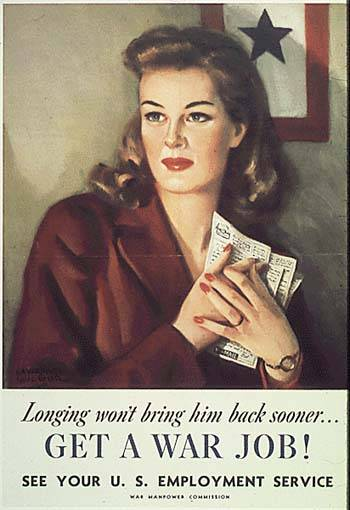 Longing won't bring him back sooner...
GET A WAR JOB!
SEE YOUR U. S. EMPLOYMENT SERVICE
WAR MANPOWER COMMISSION